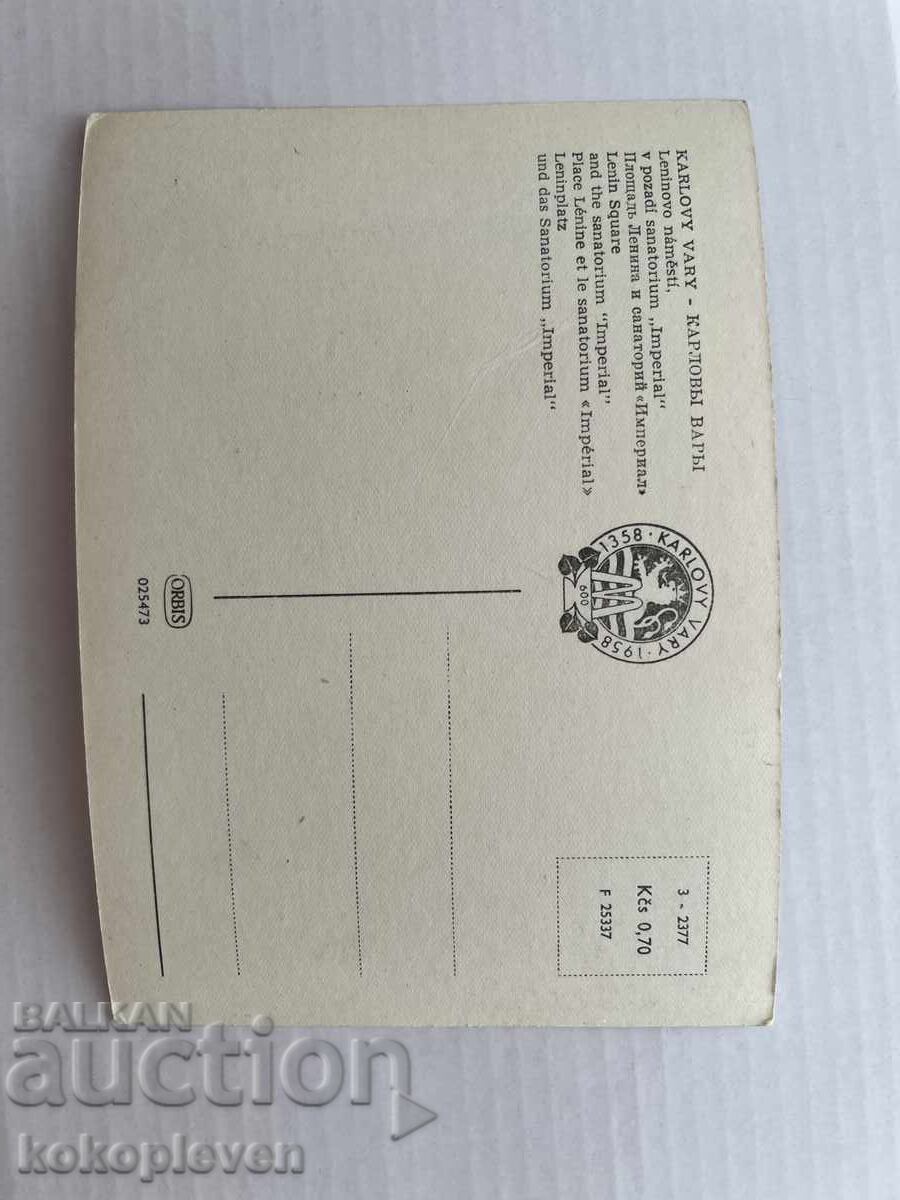 KARLOVY VARY - КАРЛОВЫ ВАРЫ
Leninovo náměstí,
v pozadí sanatorium „Imperial“
Площадь Ленина и санаторий «Империал»
Lenin Square
and the sanatorium "Imperial"
Place Lénine et le sanatorium «Impérial»
Leninplatz
und das Sanatorium „Imperial“
1358 · KARLOVY VARY · 1958
600
3 - 2377
Kčs 0,70
F 25337
ORBIS
025473
BALKAN
auction
kokopleven